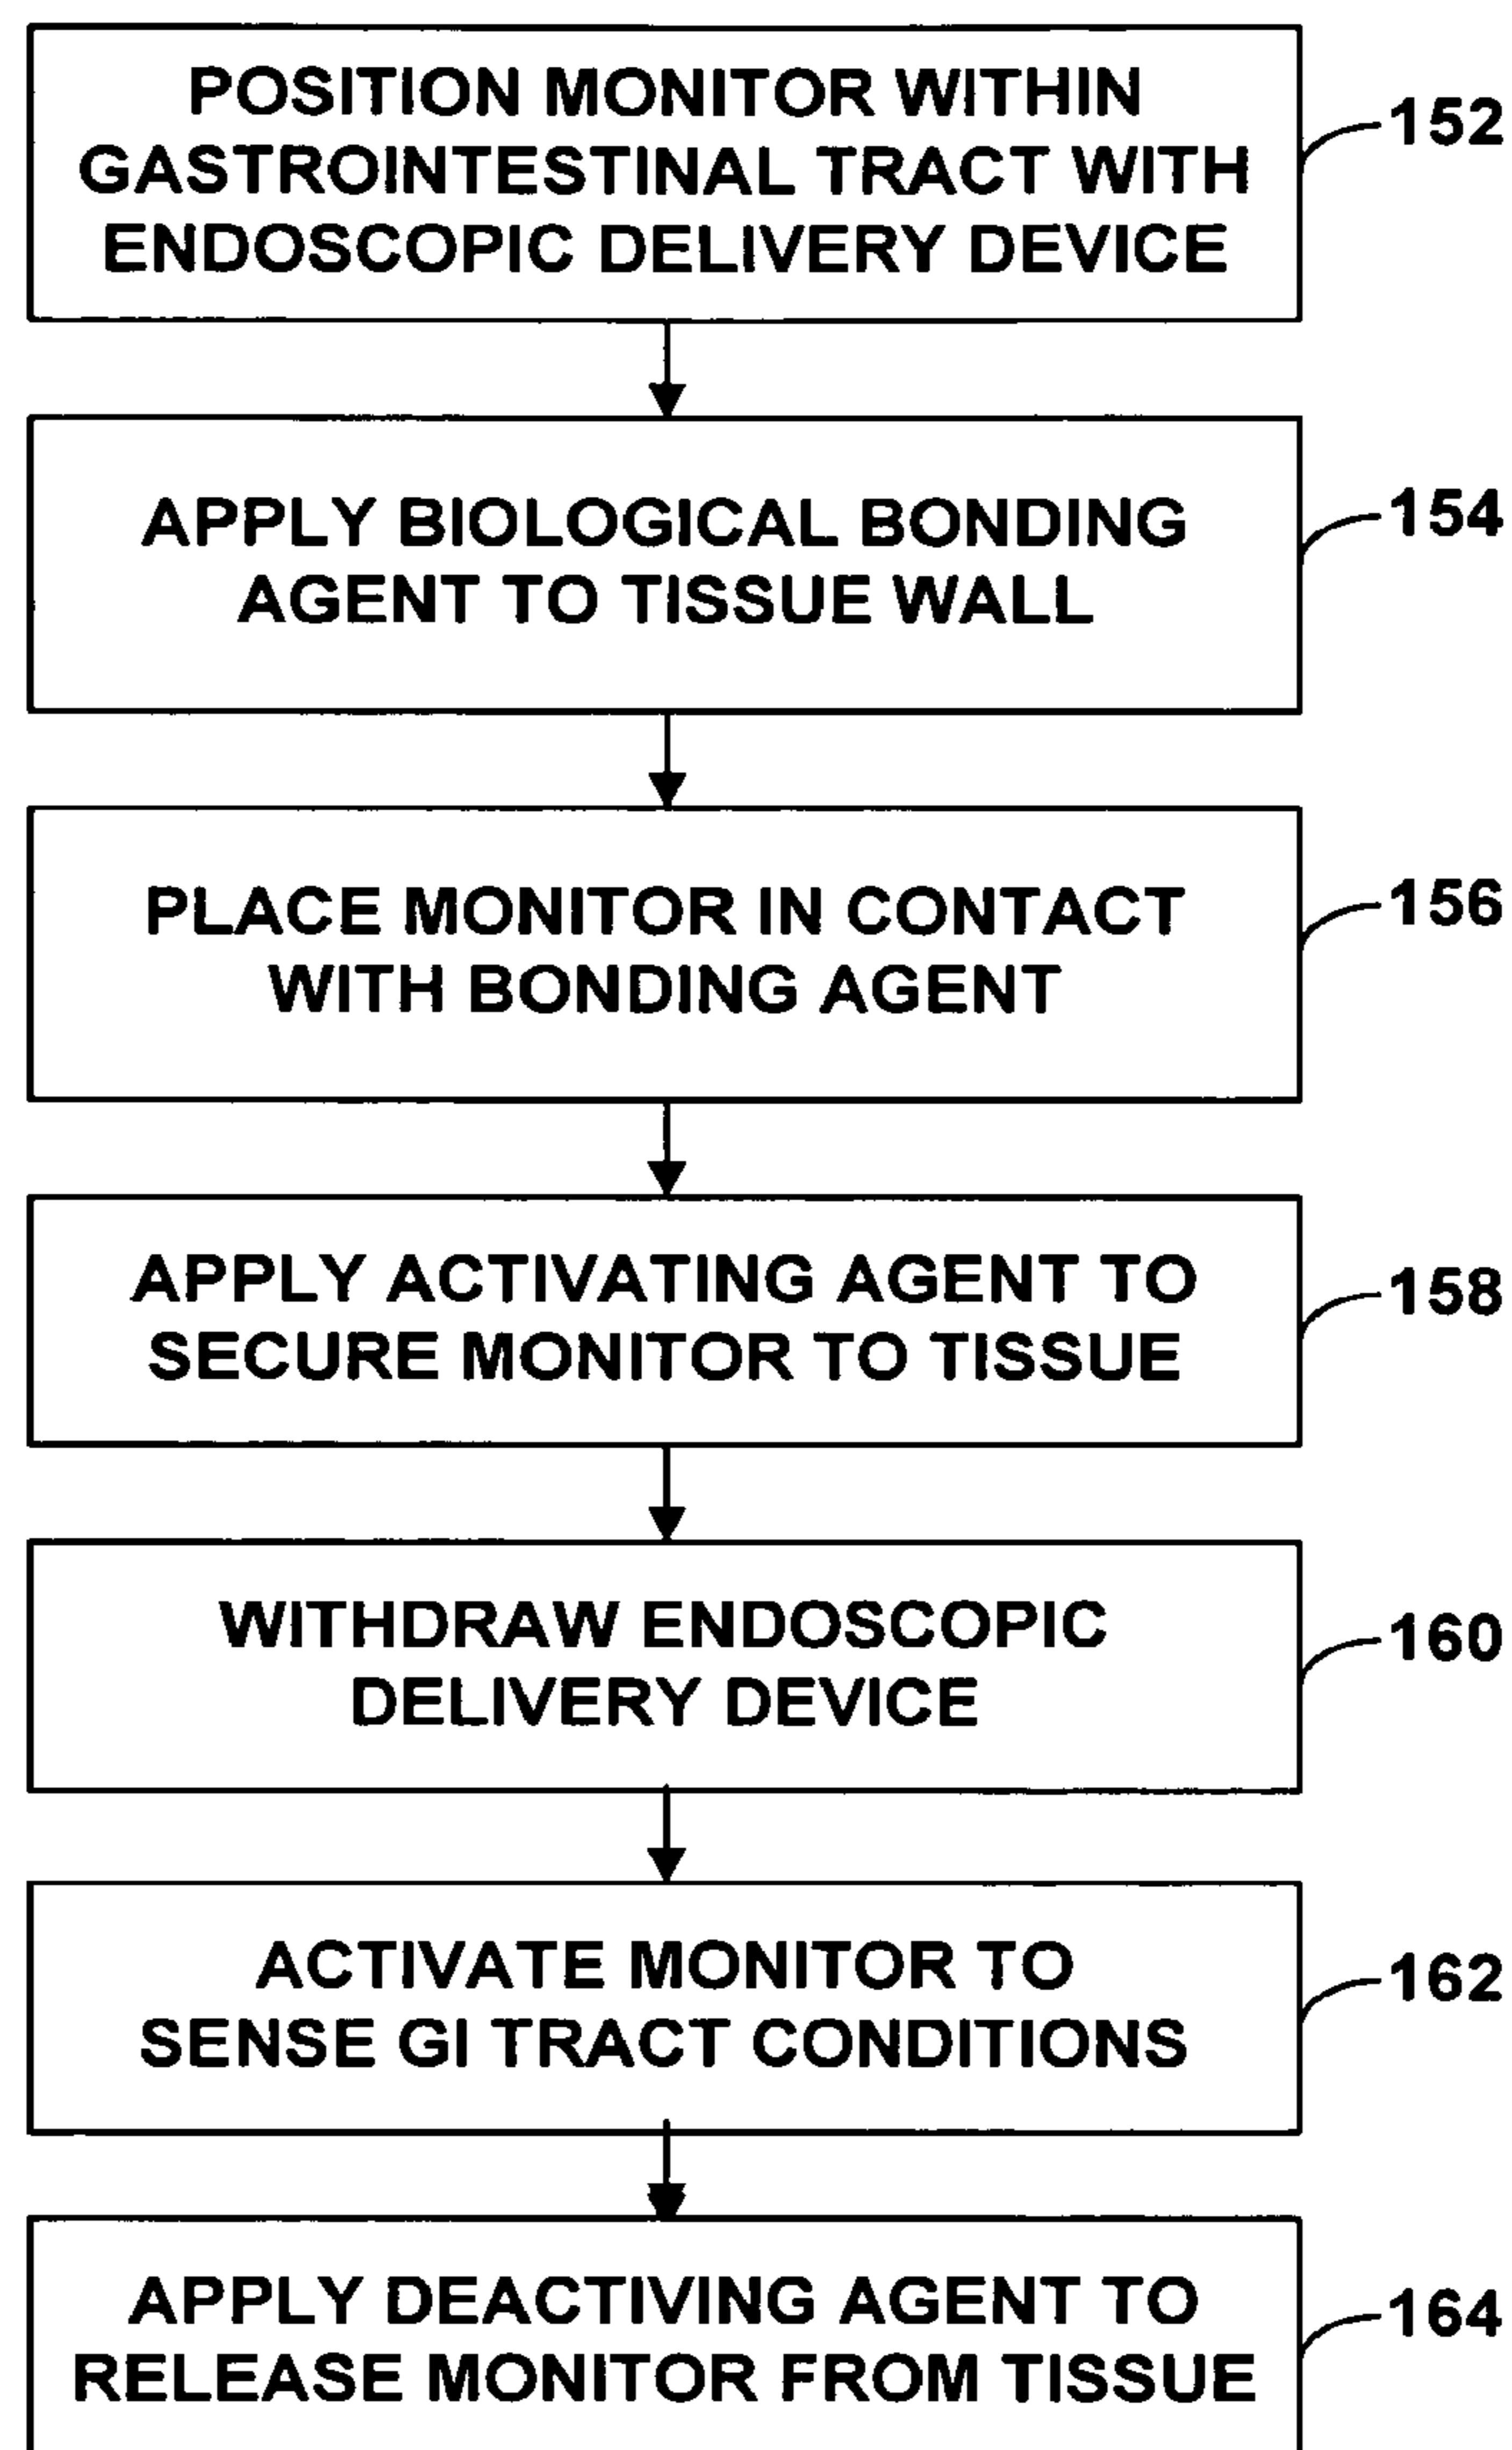 POSITION MONITOR WITHIN
GASTROINTESTINAL TRACT WITH
ENDOSCOPIC DELIVERY DEVICE
152
APPLY BIOLOGICAL BONDING
AGENT TO TISSUE WALL
154
PLACE MONITOR IN CONTACT
WITH BONDING AGENT
156
APPLY ACTIVATING AGENT TO
SECURE MONITOR TO TISSUE
158
WITHDRAW ENDOSCOPIC
DELIVERY DEVICE
160
ACTIVATE MONITOR TO
SENSE GI TRACT CONDITIONS
162
APPLY DEACTIVING AGENT TO
RELEASE MONITOR FROM TISSUE
164